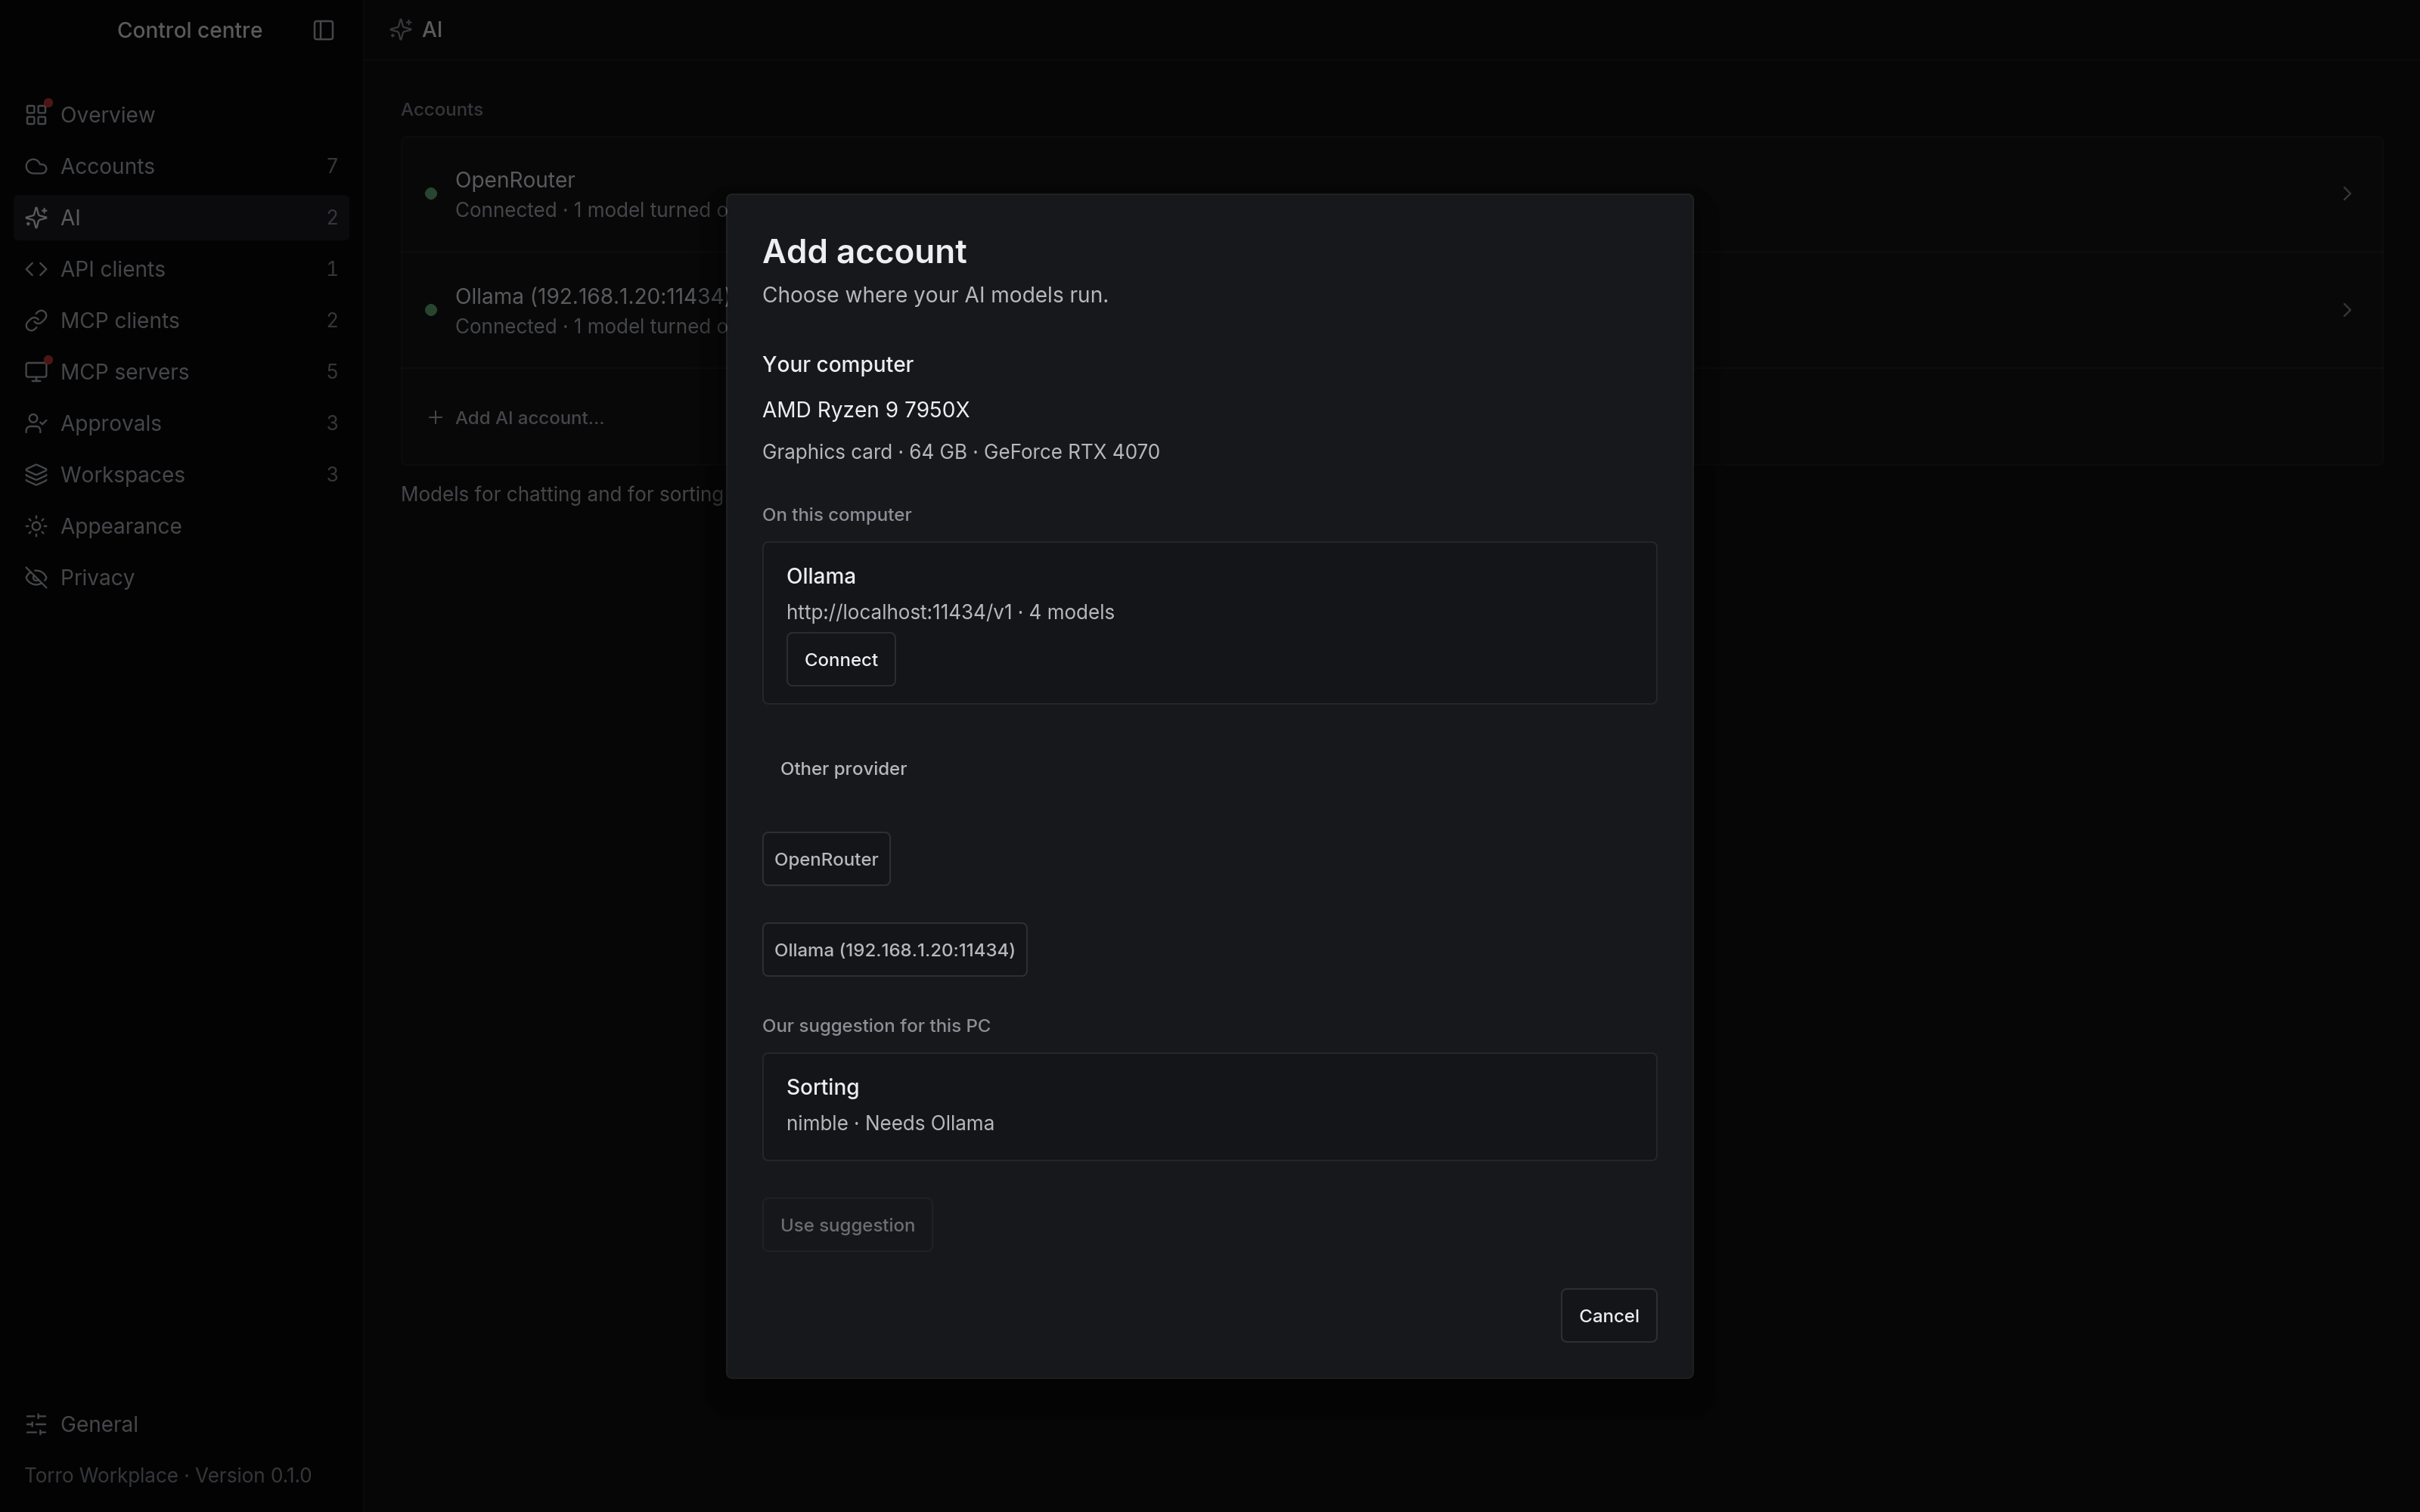 Control centre
Overview
Accounts 7
AI 2
API clients 1
MCP clients 2
MCP servers 5
Approvals 3
Workspaces 3
Appearance
Privacy
General
Torro Workplace · Version 0.1.0
AI
Accounts
OpenRouter
Connected · 1 model turned
Ollama (192.168.1.20:11434)
Connected · 1 model turned
Add AI account...
Models for chatting and for sorting
Add account
Choose where your AI models run.
Your computer
AMD Ryzen 9 7950X
Graphics card · 64 GB · GeForce RTX 4070
On this computer
Ollama
http://localhost:11434/v1 · 4 models
Connect
Other provider
OpenRouter
Ollama (192.168.1.20:11434)
Our suggestion for this PC
Sorting
nimble · Needs Ollama
Use suggestion
Cancel